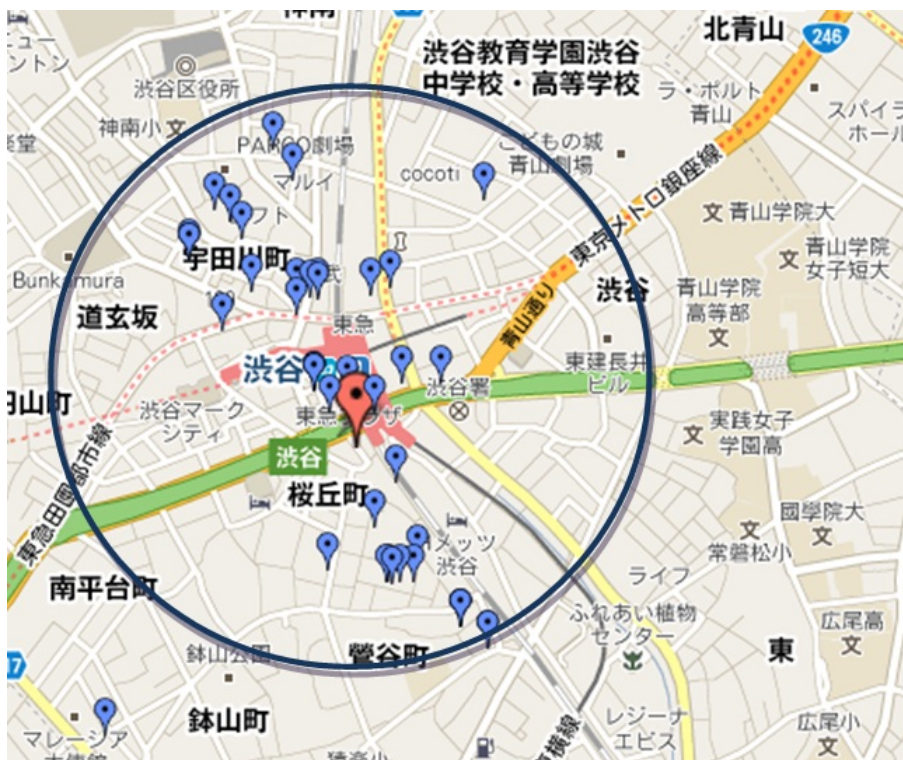 北青山
246
渋谷教育学園渋谷
中学校・高等学校
渋谷区役所
ラ・ポルト
青山
神南小
PARCO劇場
こどもの城
青山劇場
マルイ
cocoti
東京メトロ銀座線
青山学院大
宇田川町
青山学院
女子短大
Bunkamura
渋谷
青山学院
高等部
道玄坂
青山通り
東急
東建長井
ビル
渋谷
渋谷署
円山町
渋谷マーク
シティ
実践女子
学園高
渋谷
東急田園都市線
桜丘町
國學院大
メッツ
渋谷
常磐松小
南平台町
ライフ
ふれあい植物
センター
広尾高
鉢山公園
鶯谷町
東
鉢山町
レジーナ
エビス
広尾小
マレーシア